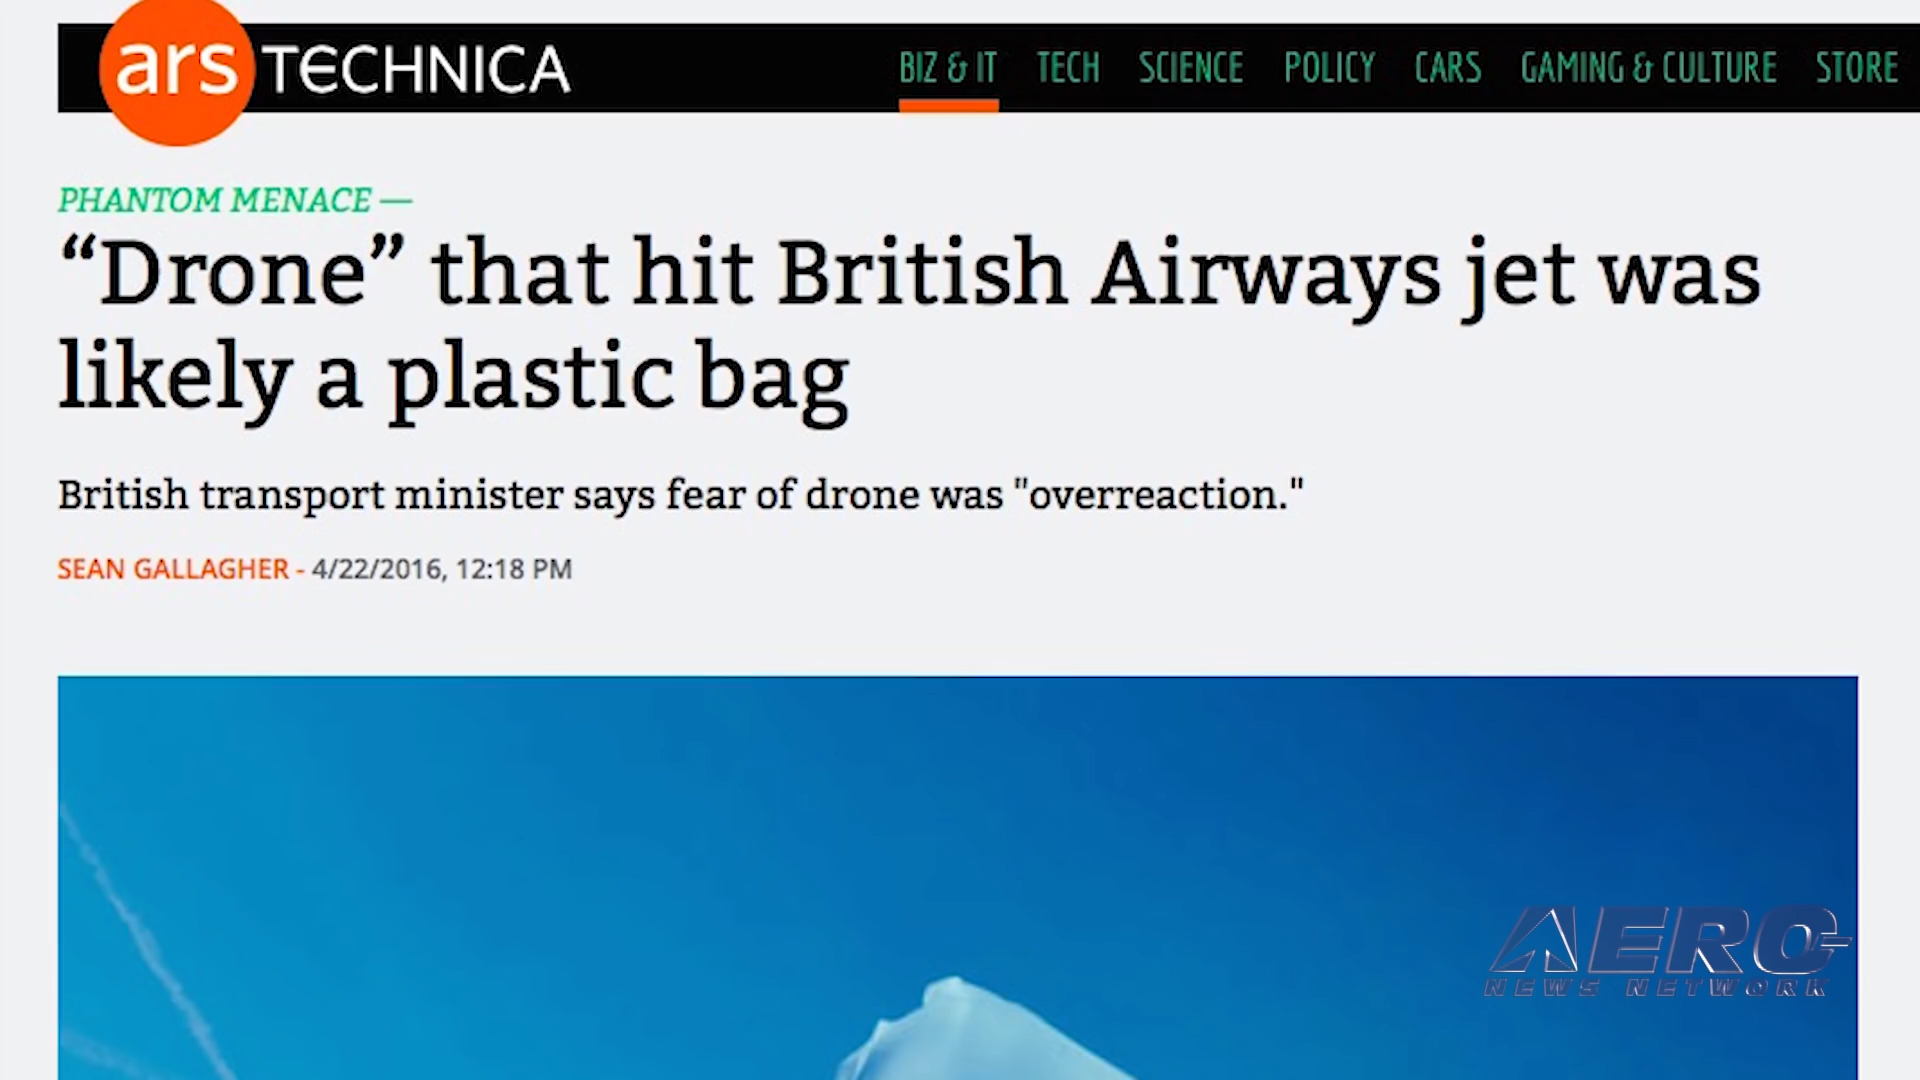 ars TECHNICA
BIZ & IT TECH SCIENCE POLICY CARS GAMING & CULTURE STORE
PHANTOM MENACE —
“Drone” that hit British Airways jet was
likely a plastic bag
British transport minister says fear of drone was "overreaction."
SEAN GALLAGHER - 4/22/2016, 12:18 PM
AERO-
NEWS NETWORK